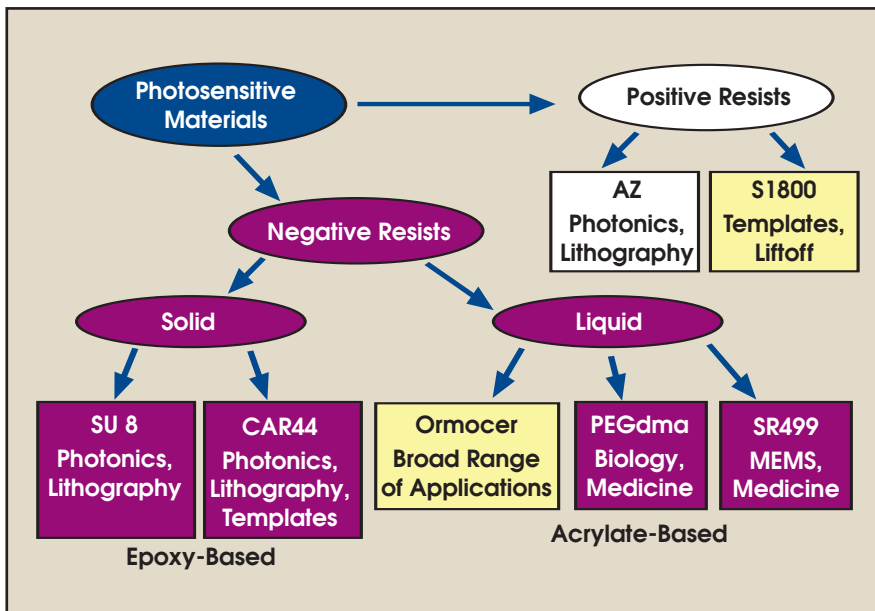 Photosensitive
Materials
Positive Resists
AZ
Photonics,
Lithography
S1800
Templates,
Liftoff
Negative Resists
Solid
Liquid
SU 8
Photonics,
Lithography
CAR44
Photonics,
Lithography,
Templates
Ormocer
Broad Range
of Applications
PEGdma
Biology,
Medicine
SR499
MEMS,
Medicine
Epoxy-Based
Acrylate-Based